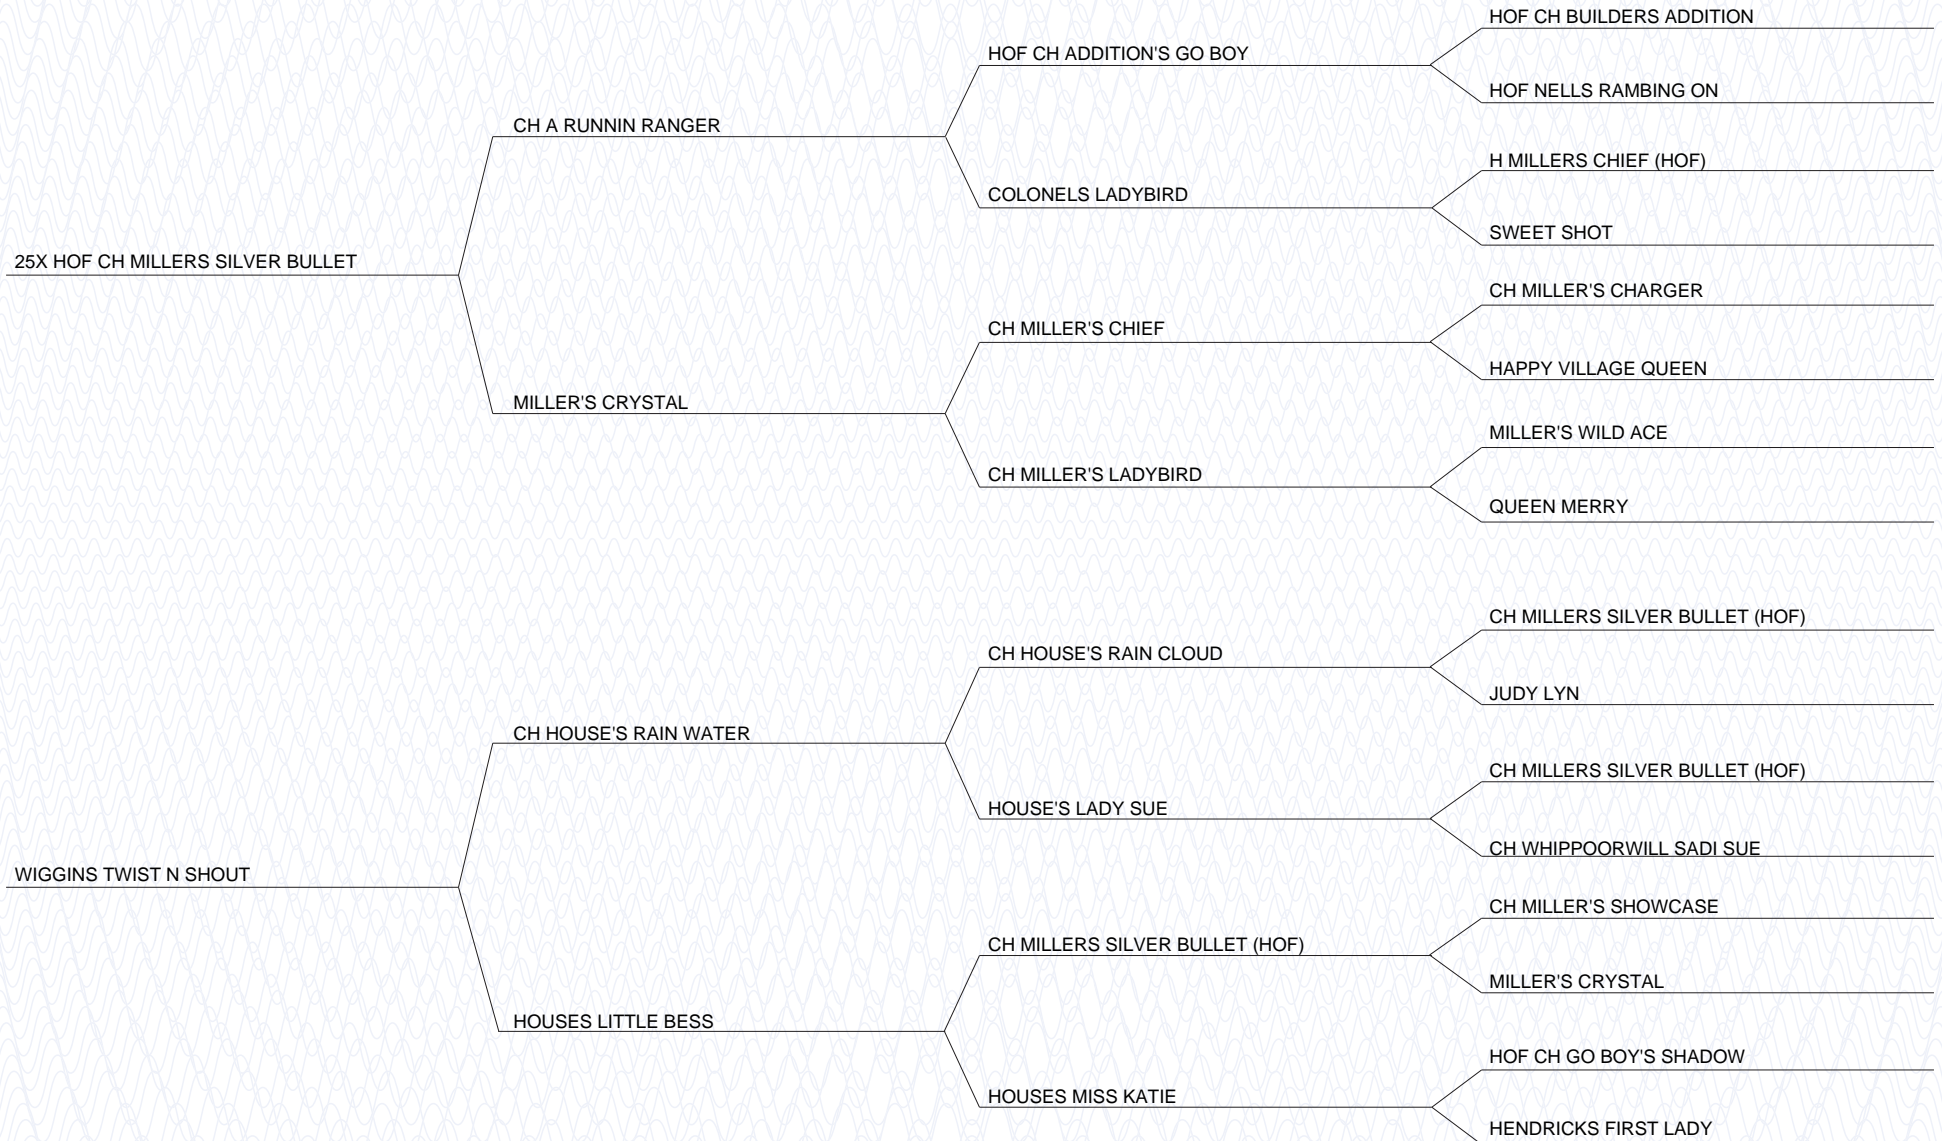 HOF CH BUILDERS ADDITION
HOF CH ADDITION'S GO BOY
HOF NELLS RAMBING ON
CH A RUNNIN RANGER
H MILLERS CHIEF (HOF)
COLONELS LADYBIRD
SWEET SHOT
25X HOF CH MILLERS SILVER BULLET
CH MILLER'S CHARGER
CH MILLER'S CHIEF
HAPPY VILLAGE QUEEN
MILLER'S CRYSTAL
MILLER'S WILD ACE
CH MILLER'S LADYBIRD
QUEEN MERRY
CH MILLERS SILVER BULLET (HOF)
CH HOUSE'S RAIN CLOUD
JUDY LYN
CH HOUSE'S RAIN WATER
CH MILLERS SILVER BULLET (HOF)
HOUSE'S LADY SUE
CH WHIPPOORWILL SADI SUE
WIGGINS TWIST N SHOUT
CH MILLER'S SHOWCASE
CH MILLERS SILVER BULLET (HOF)
MILLER'S CRYSTAL
HOUSES LITTLE BESS
HOF CH GO BOY'S SHADOW
HOUSES MISS KATIE
HENDRICKS FIRST LADY